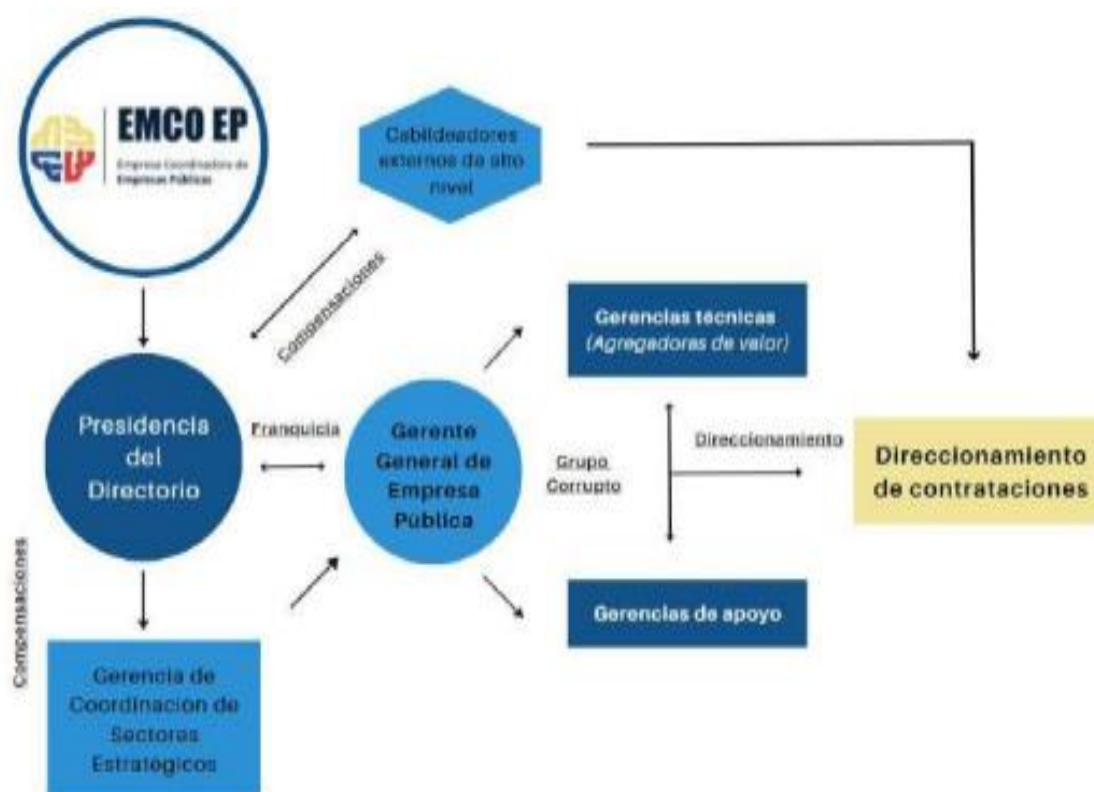 EMCO EP
Empresa Coordinadora de
Empresas Públicas
Cabildeadores
externos de alto
nivel
Compensaciones
Gerencias técnicas
(Agregadoras de valor)
Presidencia
del
Directorio
Franquicia
Gerente
General de
Empresa
Pública
Grupo
Corrupto
Direccionamiento
Direccionamiento
de contrataciones
Compensaciones
Gerencias de apoyo
Gerencia de
Coordinacion de
Sectores
Estratégicos